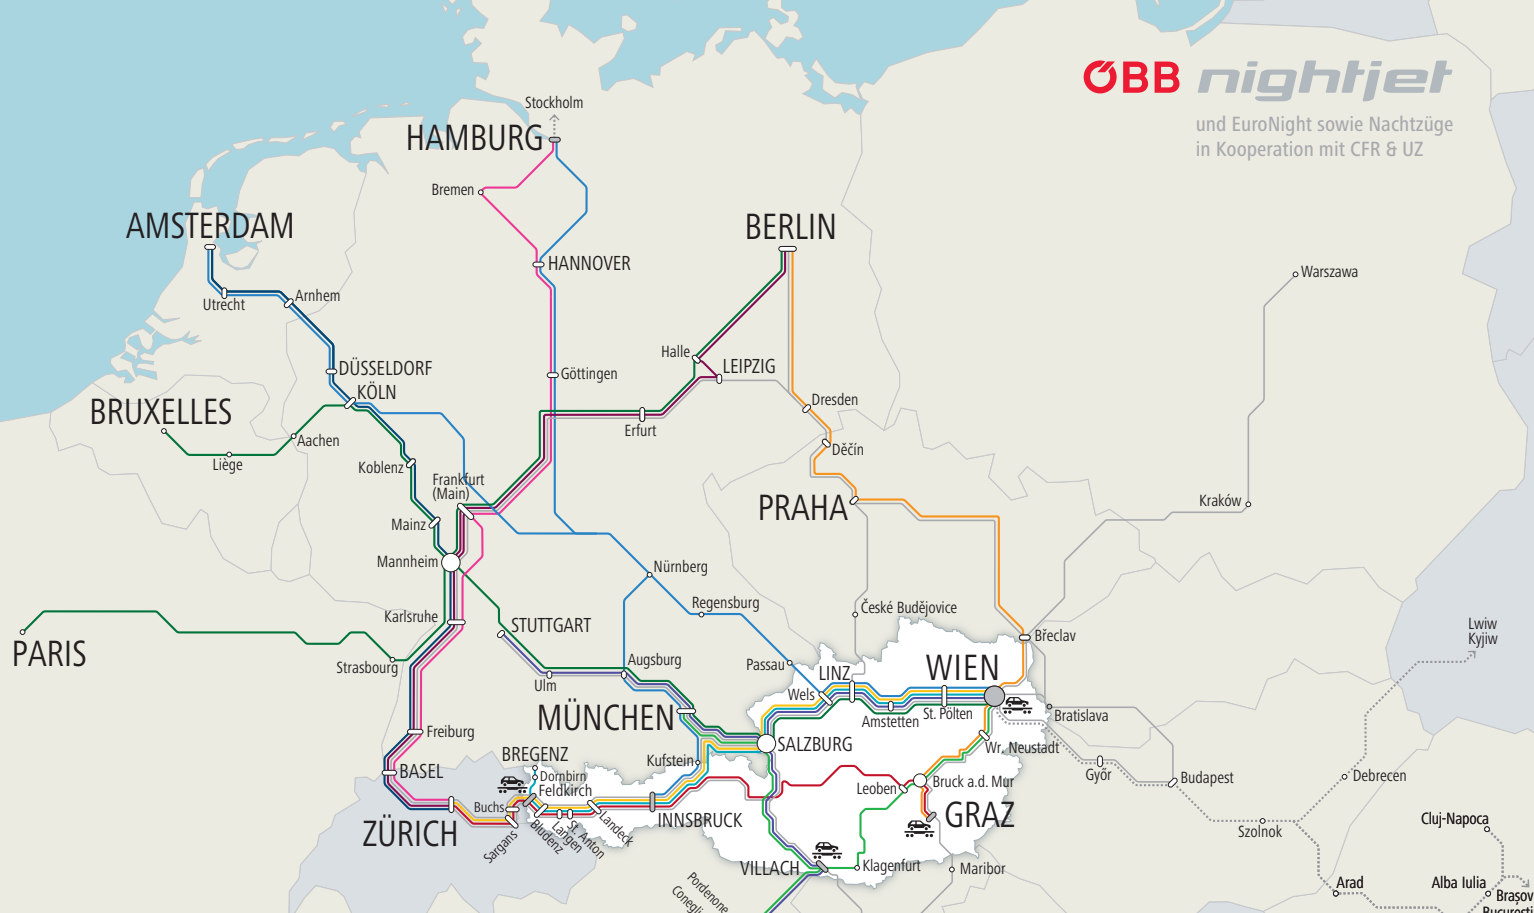 ÖBB nightjet
und EuroNight sowie Nachtzüge
in Kooperation mit CFR & UZ
Stockholm
HAMBURG
Bremen
AMSTERDAM
BERLIN
HANNOVER
Warszawa
Utrecht
Arnhem
Halle
LEIPZIG
DÜSSELDORF
KÖLN
Göttingen
Dresden
BRUXELLES
Erfurt
Aachen
Děčín
Liège
Koblenz
Frankfurt
(Main)
PRAHA
Kraków
Mainz
Mannheim
Nürnberg
Karlsruhe
Regensburg
České Budějovice
PARIS
STUTTGART
Břeclav
Lwiw
Kyjiw
Strasbourg
Augsburg
Passau
LINZ
WIEN
Ulm
Wels
MÜNCHEN
Amstetten
St. Pölten
Bratislava
Freiburg
SALZBURG
Wr. Neustadt
BREGENZ
Kufstein
BASEL
Dornbirn
Feldkirch
Győr
Budapest
Debrecen
Buchs
Leoben
Bruck a.d. Mur
ZÜRICH
Sargans
Bludenz
Langen
St. Anton
Landeck
INNSBRUCK
GRAZ
Szolnok
Cluj-Napoca
VILLACH
Klagenfurt
Maribor
Pordenone
Conegli
Arad
Alba Iulia
Brașov
București